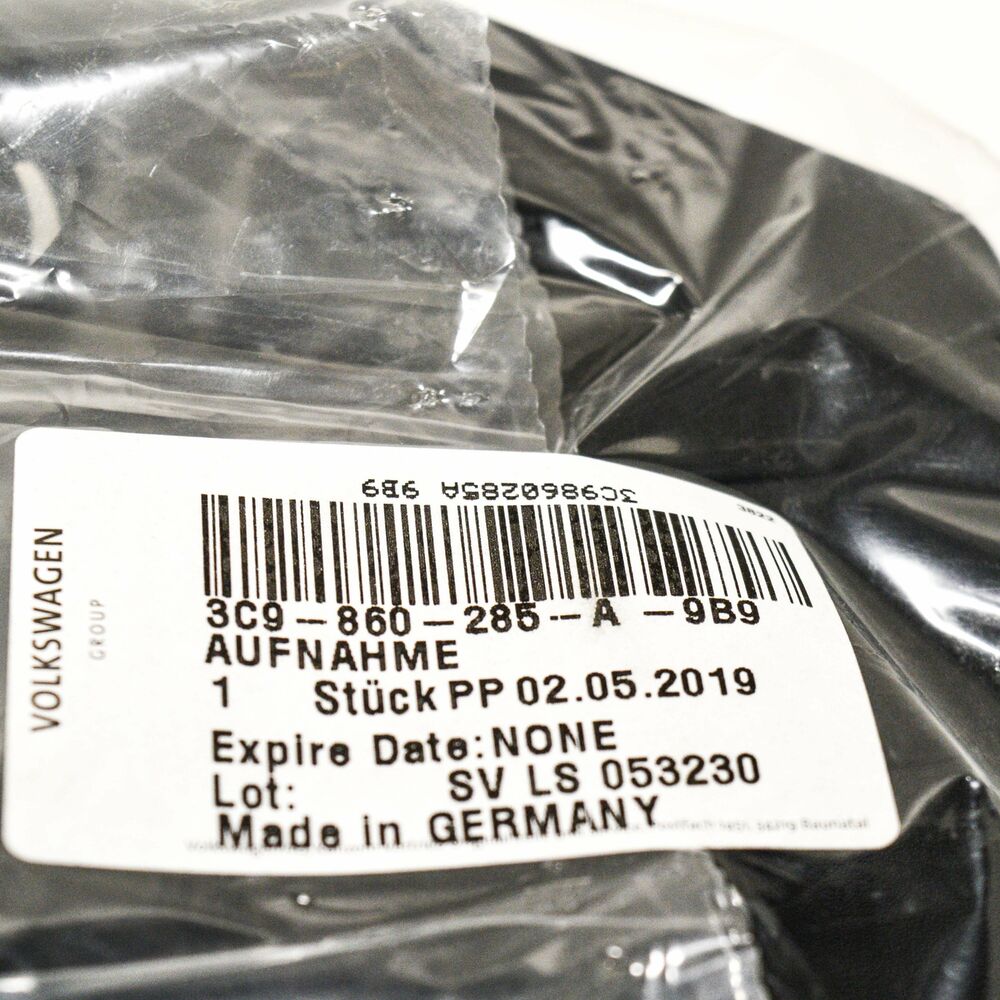 VOLKSWAGEN
GROUP
3C9860285A 9B9
3822
3C9-860-285-A -9B9
AUFNAHME
1 Stück PP 02.05.2019
Expire Date:NONE
Lot: SV LS 053230
Made in GERMANY